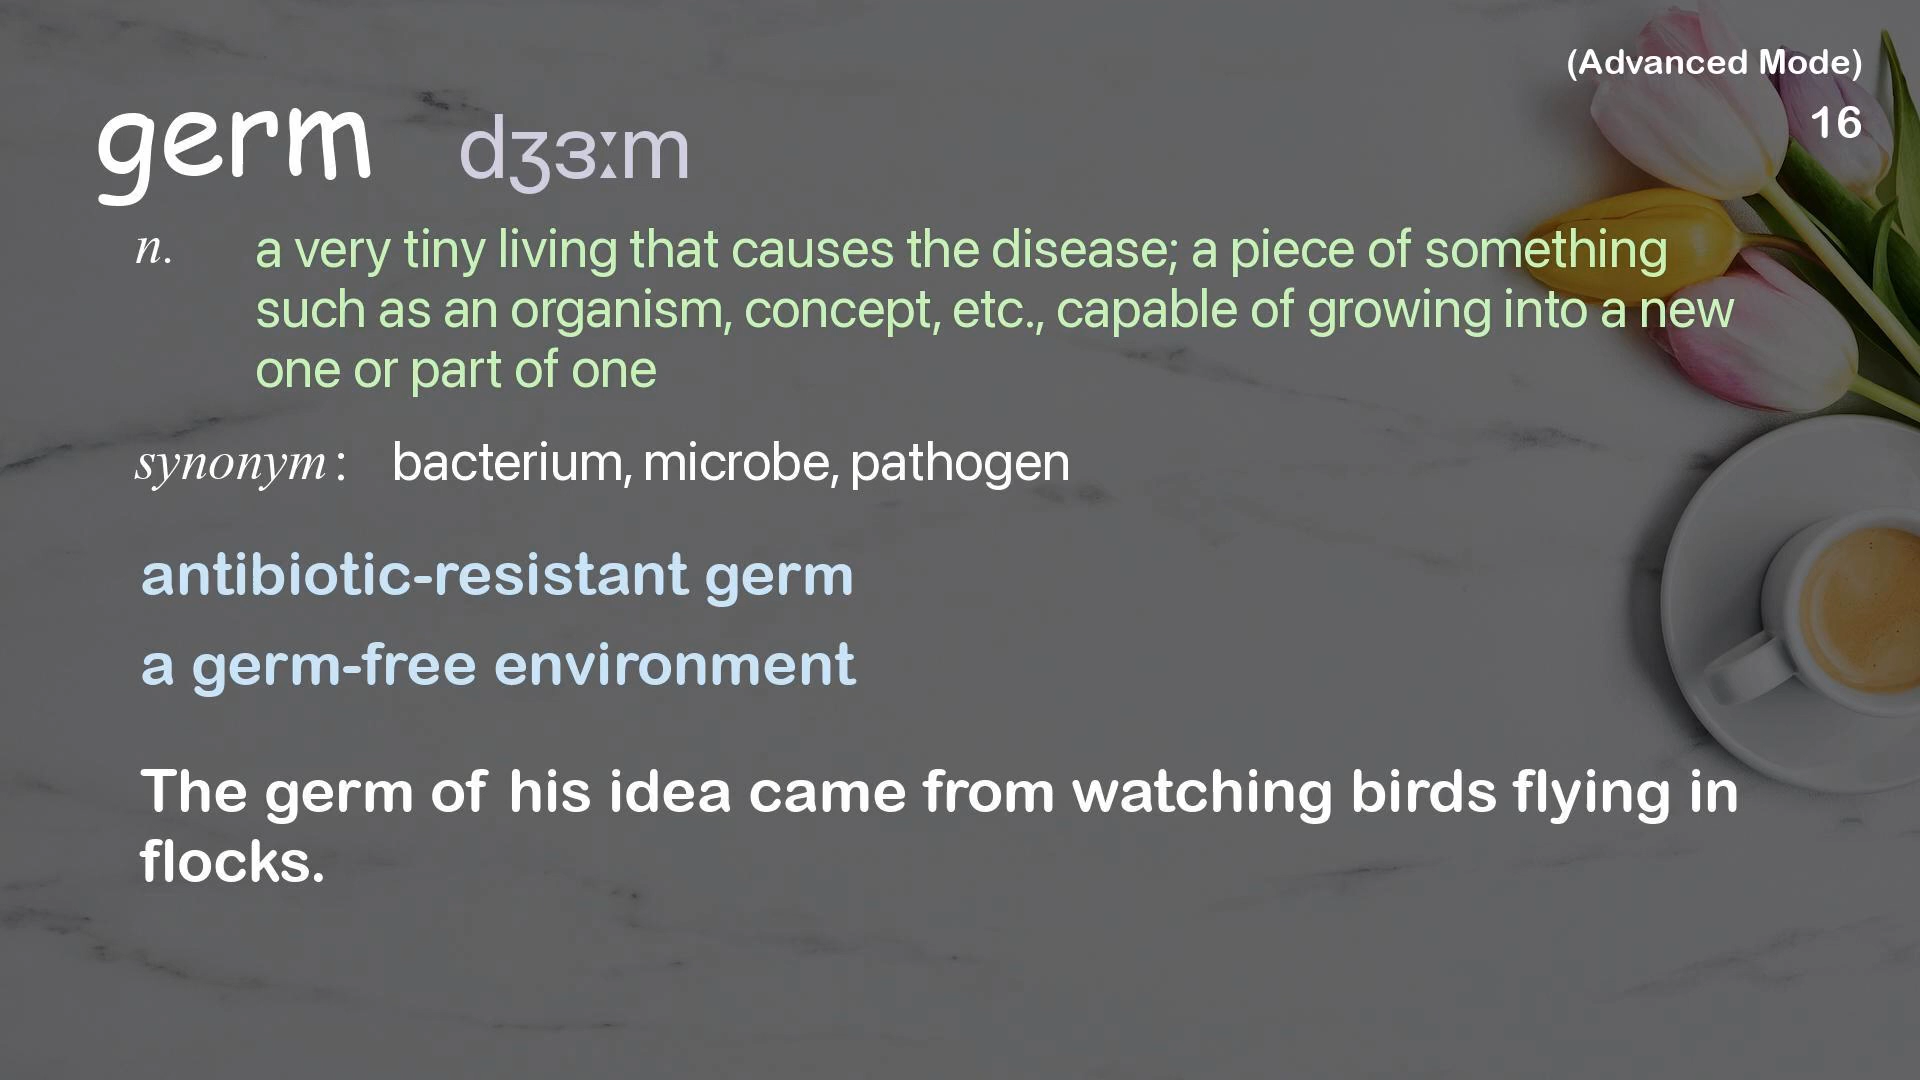 (Advanced Mode)
16
germ dʒɜːm
n. a very tiny living that causes the disease; a piece of something
such as an organism, concept, etc., capable of growing into a new
one or part of one
synonym: bacterium, microbe, pathogen
antibiotic-resistant germ
a germ-free environment
The germ of his idea came from watching birds flying in
flocks.